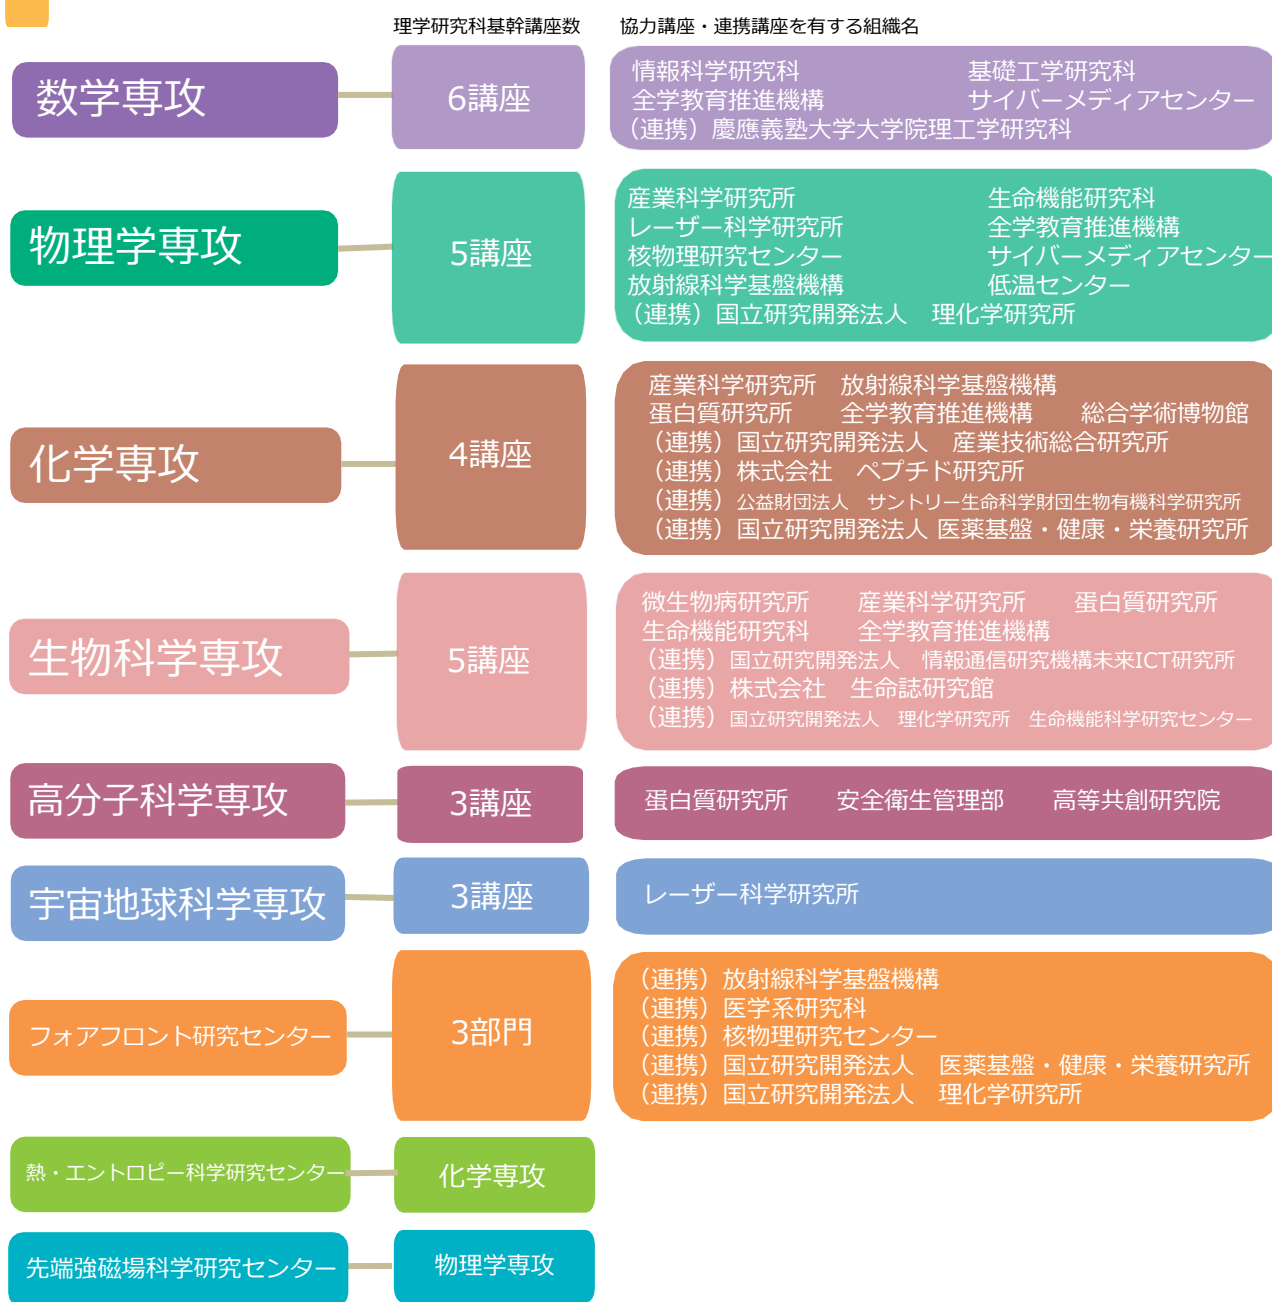 理学研究科基幹講座数　協力講座・連携講座を有する組織名
数学専攻
6講座
情報科学研究科　基礎工学研究科
全学教育推進機構　サイバーメディアセンター
（連携）慶應義塾大学大学院理工学研究科
物理学専攻
5講座
産業科学研究所　生命機能研究科
レーザー科学研究所　全学教育推進機構
核物理研究センター　サイバーメディアセンター
放射線科学基盤機構　低温センター
（連携）国立研究開発法人　理化学研究所
化学専攻
4講座
産業科学研究所　放射線科学基盤機構
蛋白質研究所　全学教育推進機構　総合学術博物館
（連携）国立研究開発法人　産業技術総合研究所
（連携）株式会社　ペプチド研究所
（連携）公益財団法人　サントリー生命科学財団生物有機科学研究所
（連携）国立研究開発法人 医薬基盤・健康・栄養研究所
生物科学専攻
5講座
微生物病研究所　産業科学研究所　蛋白質研究所
生命機能研究科　全学教育推進機構
（連携）国立研究開発法人　情報通信研究機構未来ICT研究所
（連携）株式会社　生命誌研究館
（連携）国立研究開発法人　理化学研究所　生命機能科学研究センター
高分子科学専攻
3講座
蛋白質研究所　安全衛生管理部　高等共創研究院
宇宙地球科学専攻
3講座
レーザー科学研究所
フォアフロント研究センター
3部門
（連携）放射線科学基盤機構
（連携）医学系研究科
（連携）核物理研究センター
（連携）国立研究開発法人　医薬基盤・健康・栄養研究所
（連携）国立研究開発法人　理化学研究所
熱・エントロピー科学研究センター
化学専攻
先端強磁場科学研究センター
物理学専攻